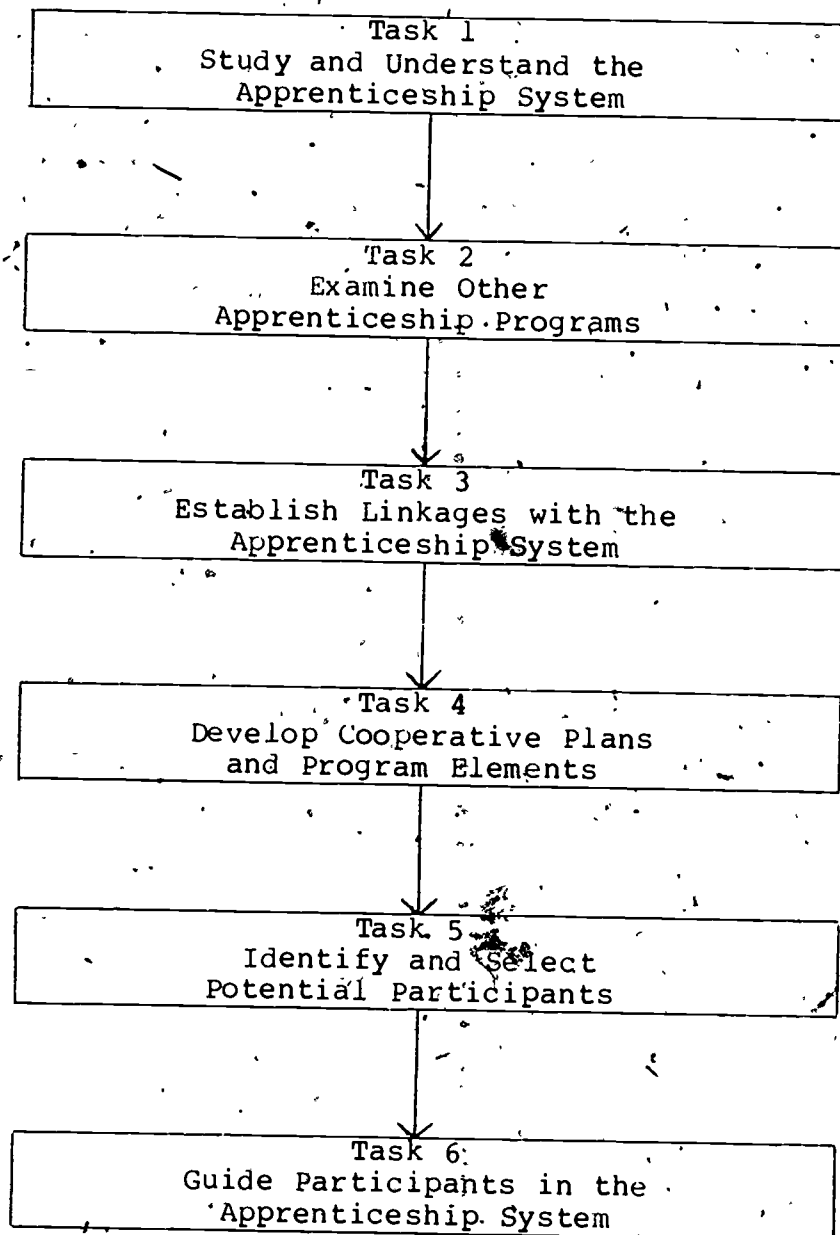 Task 1
Study and Understand the
Apprenticeship System
Task 2
Examine Other
Apprenticeship Programs
Task 3
Establish Linkages with the
Apprenticeship System
Task 4
Develop Cooperative Plans
and Program Elements
Task 5
Identify and Select
Potential Participants
Task 6
Guide Participants in the
Apprenticeship System